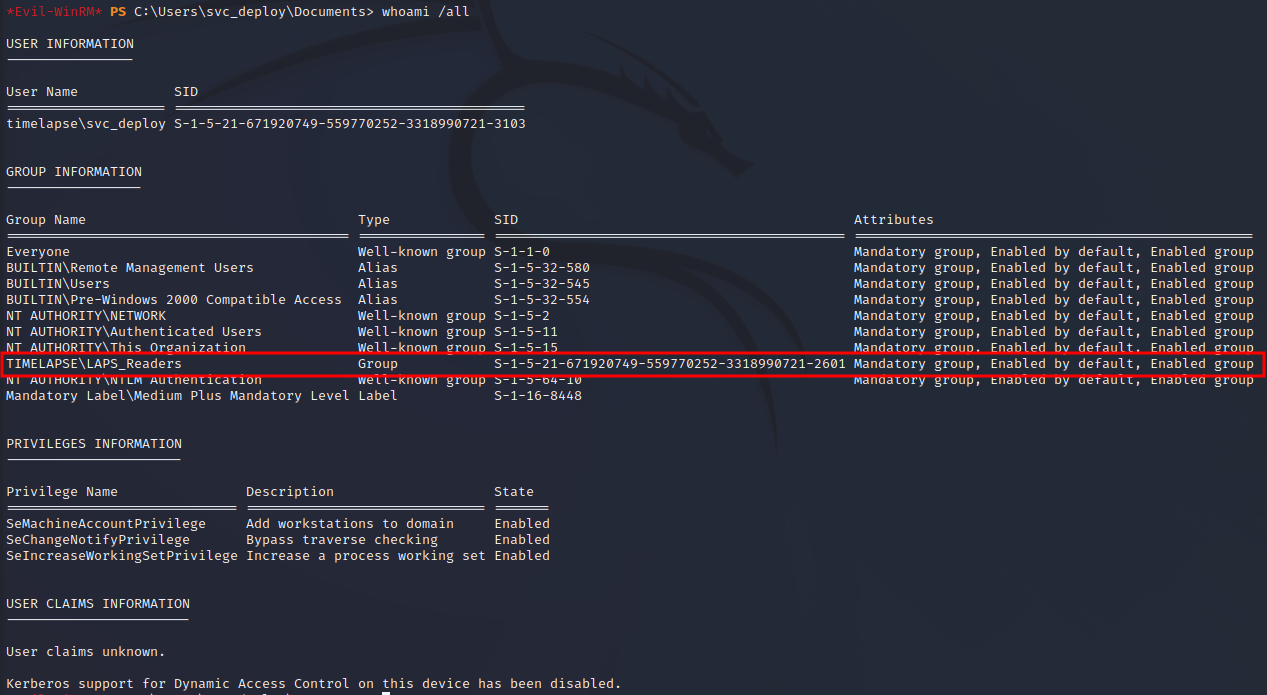 *Evil-WinRM* PS C:\Users\svc_deploy\Documents> whoami /all
USER INFORMATION
User Name SID
timelapse\svc_deploy S-1-5-21-671920749-559770252-3318990721-3103
GROUP INFORMATION
Group Name Type SID Attributes
Everyone Well-known group S-1-1-0 Mandatory group, Enabled by default, Enabled group
BUILTIN\Remote Management Users Alias S-1-5-32-580 Mandatory group, Enabled by default, Enabled group
BUILTIN\Users Alias S-1-5-32-545 Mandatory group, Enabled by default, Enabled group
BUILTIN\Pre-Windows 2000 Compatible Access Alias S-1-5-32-554 Mandatory group, Enabled by default, Enabled group
NT AUTHORITY\NETWORK Well-known group S-1-5-2 Mandatory group, Enabled by default, Enabled group
NT AUTHORITY\Authenticated Users Well-known group S-1-5-11 Mandatory group, Enabled by default, Enabled group
NT AUTHORITY\This Organization Well-known group S-1-5-15 Mandatory group, Enabled by default, Enabled group
TIMELAPSE\LAPS_Readers Group S-1-5-21-671920749-559770252-3318990721-2601 Mandatory group, Enabled by default, Enabled group
NT AUTHORITY\NTLM Authentication Well-known group S-1-5-64-10 Mandatory group, Enabled by default, Enabled group
Mandatory Label\Medium Plus Mandatory Level Label S-1-16-8448
PRIVILEGES INFORMATION
Privilege Name Description State
SeMachineAccountPrivilege Add workstations to domain Enabled
SeChangeNotifyPrivilege Bypass traverse checking Enabled
SeIncreaseWorkingSetPrivilege Increase a process working set Enabled
USER CLAIMS INFORMATION
User claims unknown.
Kerberos support for Dynamic Access Control on this device has been disabled.